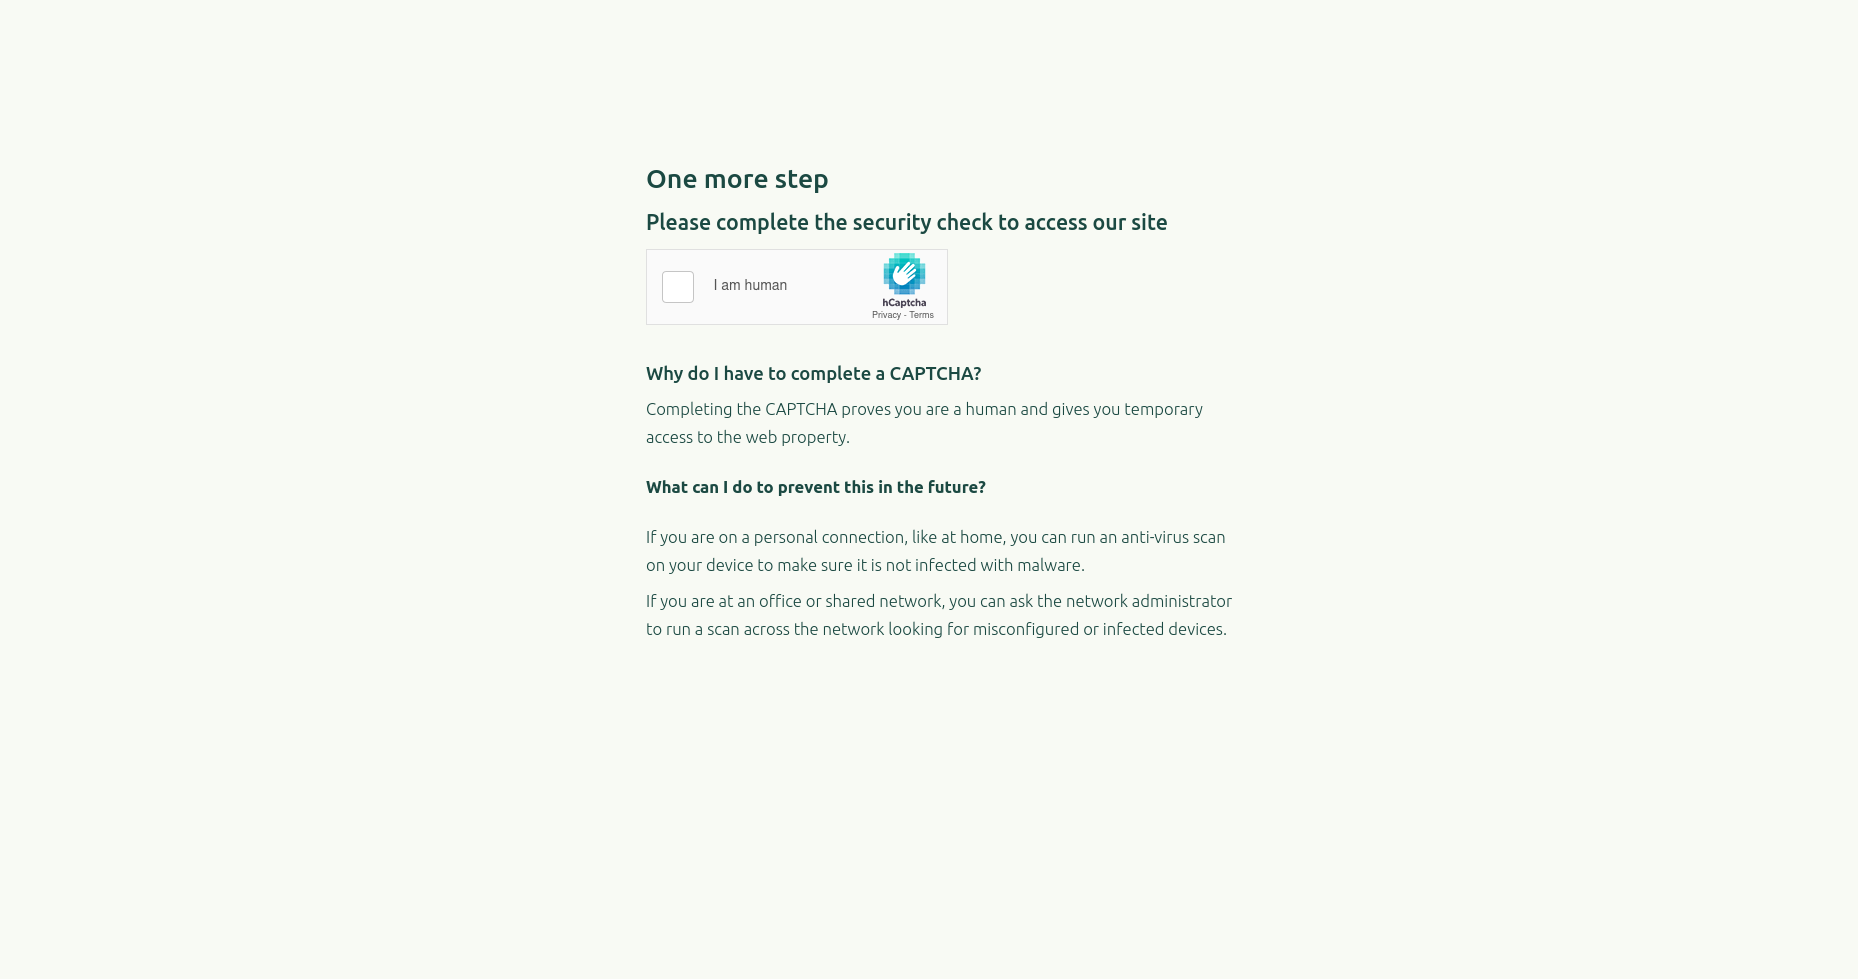 One more step
Please complete the security check to access our site
I am human
hCaptcha
Privacy - Terms
Why do I have to complete a CAPTCHA?
Completing the CAPTCHA proves you are a human and gives you temporary
access to the web property.
What can I do to prevent this in the future?
If you are on a personal connection, like at home, you can run an anti-virus scan
on your device to make sure it is not infected with malware.
If you are at an office or shared network, you can ask the network administrator
to run a scan across the network looking for misconfigured or infected devices.